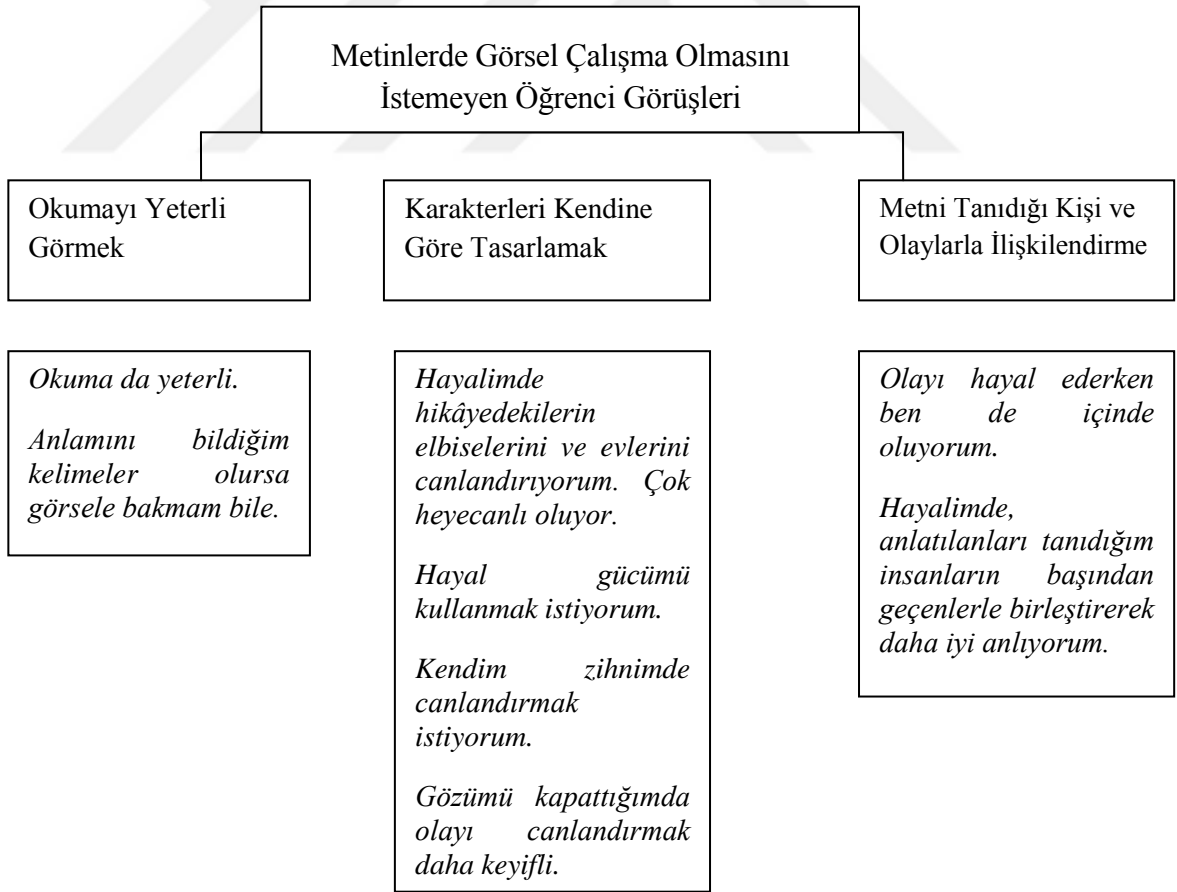 Metinlerde Görsel Çalışma Olmasını
İstemeyen Öğrenci Görüşleri
Okumayı Yeterli
Görmek
Karakterleri Kendine
Göre Tasarlamak
Metni Tanıdığı Kişi ve
Olaylarla İlişkilendirme
Okuma da yeterli.
Anlamını bildiğim
kelimeler olursa
görsele bakmam bile.
Hayalimde
hikâyedekilerin
elbiselerini ve evlerini
canlandırıyorum. Çok
heyecanlı oluyor.
Hayal gücümü
kullanmak istiyorum.
Kendim zihnimde
canlandırmak
istiyorum.
Gözümü kapattığımda
olayı canlandırmak
daha keyifli.
Olayı hayal ederken
ben de içinde
oluyorum.
Hayalimde,
anlatılanları tanıdığım
insanların başından
geçenlerle birleştirerek
daha iyi anlıyorum.